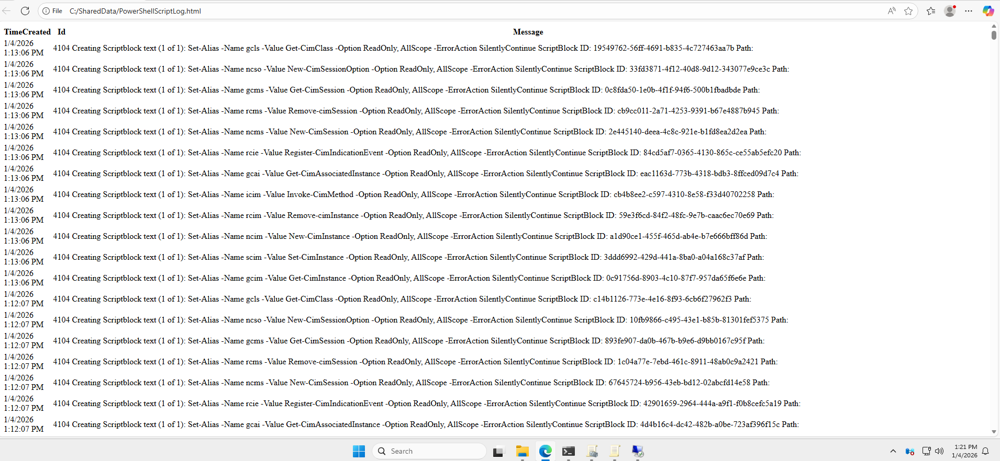 File C:/SharedData/PowerShellScriptLog.html
TimeCreated Id Message
1/4/2026
1:13:06 PM
4104 Creating Scriptblock text (1 of 1): Set-Alias -Name gcls -Value Get-CimClass -Option ReadOnly, AllScope -ErrorAction SilentlyContinue ScriptBlock ID: 19549762-56ff-4691-b835-4c727463aa7b Path:
1/4/2026
1:13:06 PM
4104 Creating Scriptblock text (1 of 1): Set-Alias -Name ncso -Value New-CimSessionOption -Option ReadOnly, AllScope -ErrorAction SilentlyContinue ScriptBlock ID: 33fd3871-4f12-40d8-9d12-343077e9ce3c Path:
1/4/2026
1:13:06 PM
4104 Creating Scriptblock text (1 of 1): Set-Alias -Name gcms -Value Get-CimSession -Option ReadOnly, AllScope -ErrorAction SilentlyContinue ScriptBlock ID: 0c8fda50-1e0b-4f1f-94f6-500b1fbadbde Path:
1/4/2026
1:13:06 PM
4104 Creating Scriptblock text (1 of 1): Set-Alias -Name rcms -Value Remove-cimSession -Option ReadOnly, AllScope -ErrorAction SilentlyContinue ScriptBlock ID: cb9cc011-2a71-4253-9391-b67e4887b945 Path:
1/4/2026
1:13:06 PM
4104 Creating Scriptblock text (1 of 1): Set-Alias -Name ncms -Value New-CimSession -Option ReadOnly, AllScope -ErrorAction SilentlyContinue ScriptBlock ID: 2e445140-deea-4c8c-921e-b1fd8ea2d2ea Path:
1/4/2026
1:13:06 PM
4104 Creating Scriptblock text (1 of 1): Set-Alias -Name rcie -Value Register-CimIndicationEvent -Option ReadOnly, AllScope -ErrorAction SilentlyContinue ScriptBlock ID: 84cd5af7-0365-4130-865c-ce55ab5efc20 Path:
1/4/2026
1:13:06 PM
4104 Creating Scriptblock text (1 of 1): Set-Alias -Name gcai -Value Get-CimAssociatedInstance -Option ReadOnly, AllScope -ErrorAction SilentlyContinue ScriptBlock ID: eac1163d-773b-4318-bdb3-8ffced09d7c4 Path:
1/4/2026
1:13:06 PM
4104 Creating Scriptblock text (1 of 1): Set-Alias -Name icim -Value Invoke-CimMethod -Option ReadOnly, AllScope -ErrorAction SilentlyContinue ScriptBlock ID: cb4b8ee2-c597-4310-8e58-f33d40702258 Path:
1/4/2026
1:13:06 PM
4104 Creating Scriptblock text (1 of 1): Set-Alias -Name rcim -Value Remove-cimInstance -Option ReadOnly, AllScope -ErrorAction SilentlyContinue ScriptBlock ID: 59e3f6cd-84f2-48fc-9e7b-caac6ec70e69 Path:
1/4/2026
1:13:06 PM
4104 Creating Scriptblock text (1 of 1): Set-Alias -Name ncim -Value New-CimInstance -Option ReadOnly, AllScope -ErrorAction SilentlyContinue ScriptBlock ID: a1d90ce1-455f-465d-ab4e-b7e666bff86d Path:
1/4/2026
1:13:06 PM
4104 Creating Scriptblock text (1 of 1): Set-Alias -Name scim -Value Set-CimInstance -Option ReadOnly, AllScope -ErrorAction SilentlyContinue ScriptBlock ID: 3ddd6992-429d-441a-8ba0-a04a168c37af Path:
1/4/2026
1:13:06 PM
4104 Creating Scriptblock text (1 of 1): Set-Alias -Name gcim -Value Get-CimInstance -Option ReadOnly, AllScope -ErrorAction SilentlyContinue ScriptBlock ID: 0c91756d-8903-4c10-87f7-957da65f6e6e Path:
1/4/2026
1:12:07 PM
4104 Creating Scriptblock text (1 of 1): Set-Alias -Name gcls -Value Get-CimClass -Option ReadOnly, AllScope -ErrorAction SilentlyContinue ScriptBlock ID: c14b1126-773e-4e16-8f93-6cb6f27962f3 Path:
1/4/2026
1:12:07 PM
4104 Creating Scriptblock text (1 of 1): Set-Alias -Name ncso -Value New-CimSessionOption -Option ReadOnly, AllScope -ErrorAction SilentlyContinue ScriptBlock ID: 10fb9866-c495-43e1-b85b-81301fef5375 Path:
1/4/2026
1:12:07 PM
4104 Creating Scriptblock text (1 of 1): Set-Alias -Name gcms -Value Get-CimSession -Option ReadOnly, AllScope -ErrorAction SilentlyContinue ScriptBlock ID: 893fe907-da0b-467b-b9e6-d9bb0167c95f Path:
1/4/2026
1:12:07 PM
4104 Creating Scriptblock text (1 of 1): Set-Alias -Name rcms -Value Remove-cimSession -Option ReadOnly, AllScope -ErrorAction SilentlyContinue ScriptBlock ID: 1c04a77e-7ebd-461c-8911-48ab0c9a2421 Path:
1/4/2026
1:12:07 PM
4104 Creating Scriptblock text (1 of 1): Set-Alias -Name ncms -Value New-CimSession -Option ReadOnly, AllScope -ErrorAction SilentlyContinue ScriptBlock ID: 67645724-b956-43eb-bd12-02abcfd14e58 Path:
1/4/2026
1:12:07 PM
4104 Creating Scriptblock text (1 of 1): Set-Alias -Name rcie -Value Register-CimIndicationEvent -Option ReadOnly, AllScope -ErrorAction SilentlyContinue ScriptBlock ID: 42901659-2964-444a-a9f1-f0b8cefc5a19 Path:
1/4/2026
1:12:07 PM
4104 Creating Scriptblock text (1 of 1): Set-Alias -Name gcai -Value Get-CimAssociatedInstance -Option ReadOnly, AllScope -ErrorAction SilentlyContinue ScriptBlock ID: 4d4b16c4-dc42-482b-a0be-723af396f15c Path:
Search
1:21 PM
1/4/2026